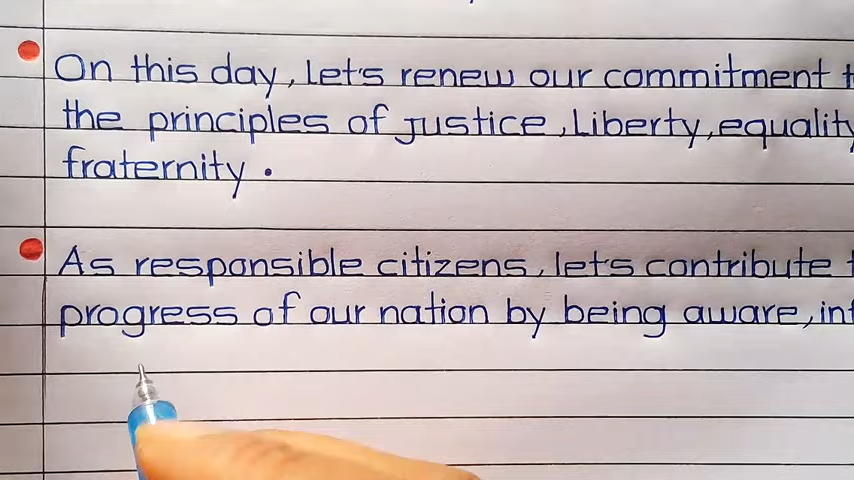 On this day, let's renew our commitment t
the principles of justice, Liberty, equality
fraternity.
As responsible citizens, let's contribute t
progress of our nation by being aware, inf